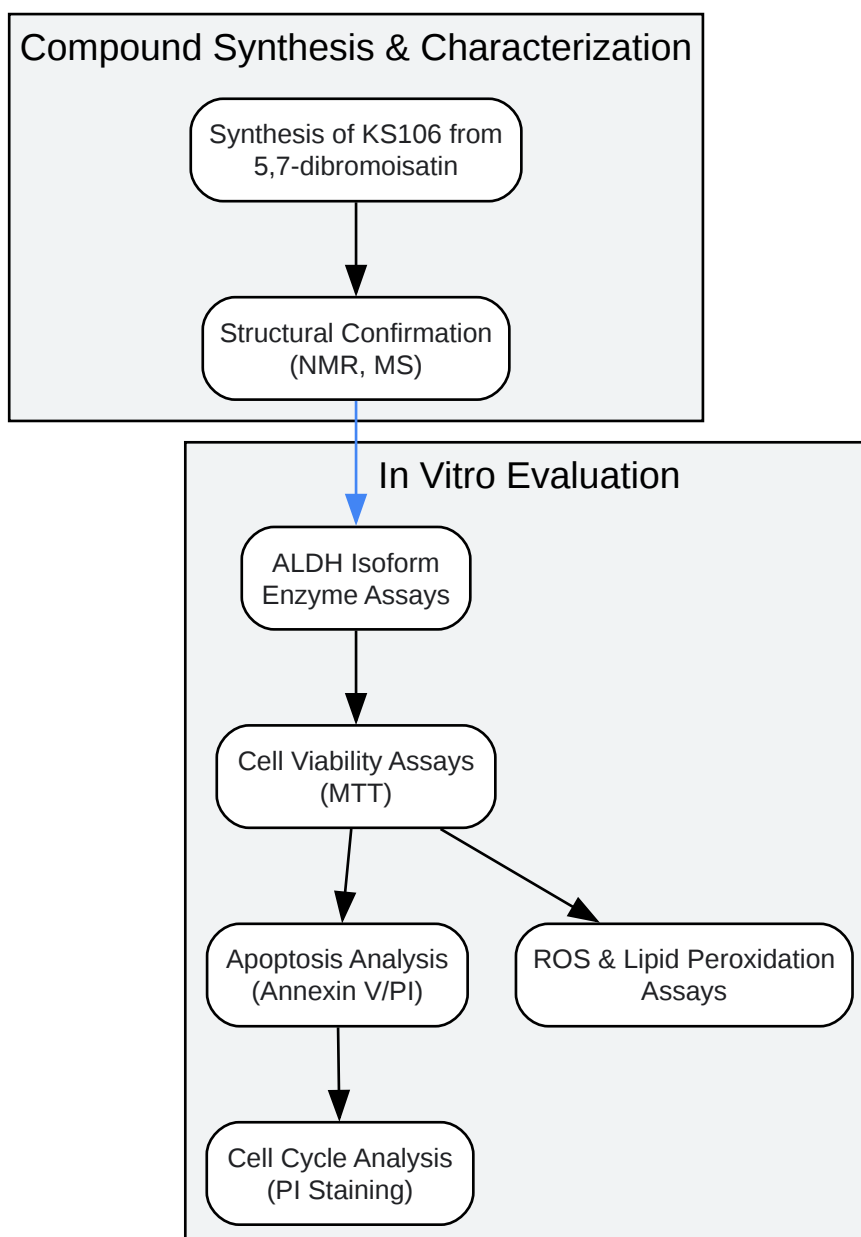 Compound Synthesis & Characterization
Synthesis of KS106 from
5,7-dibromoisatin
Structural Confirmation
(NMR, MS)
In Vitro Evaluation
ALDH Isoform
Enzyme Assays
Cell Viability Assays
(MTT)
Apoptosis Analysis
(Annexin V/PI)
ROS & Lipid Peroxidation
Assays
Cell Cycle Analysis
(PI Staining)